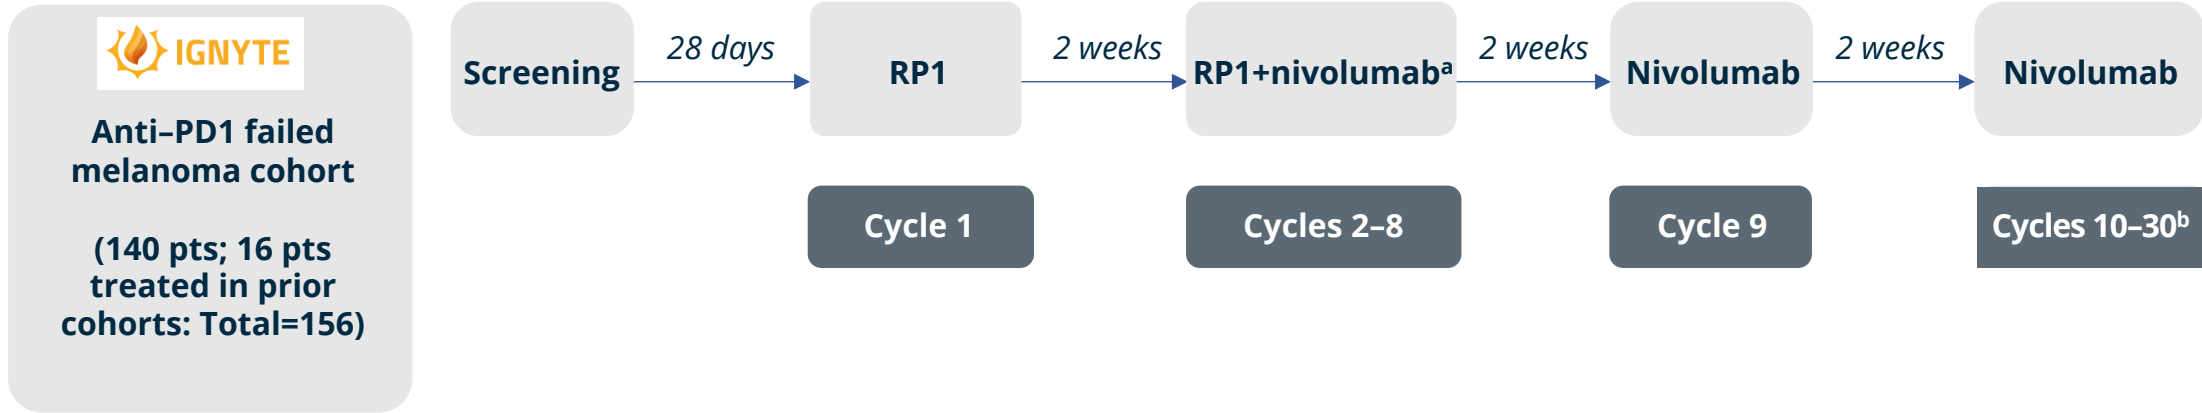 IGNYTE
Anti–PD1 failed
melanoma cohort
(140 pts; 16 pts
treated in prior
cohorts: Total=156)
Screening
28 days
RP1
2 weeks
RP1+nivolumabᵃ
2 weeks
Nivolumab
2 weeks
Nivolumab
Cycle 1
Cycles 2–8
Cycle 9
Cycles 10–30ᵇ